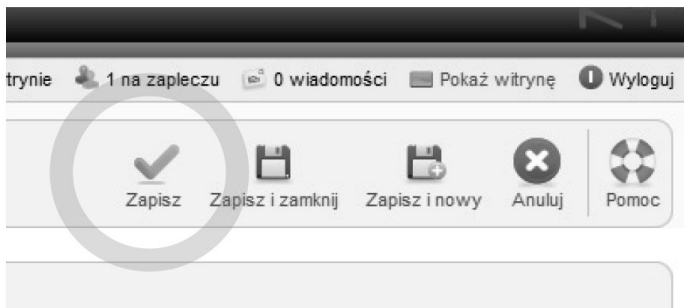 trynie 1 na zapleczu 0 wiadomości Pokaż witrynę Wyloguj
Zapisz Zapisz i zamknij Zapisz i nowy Anuluj Pomoc